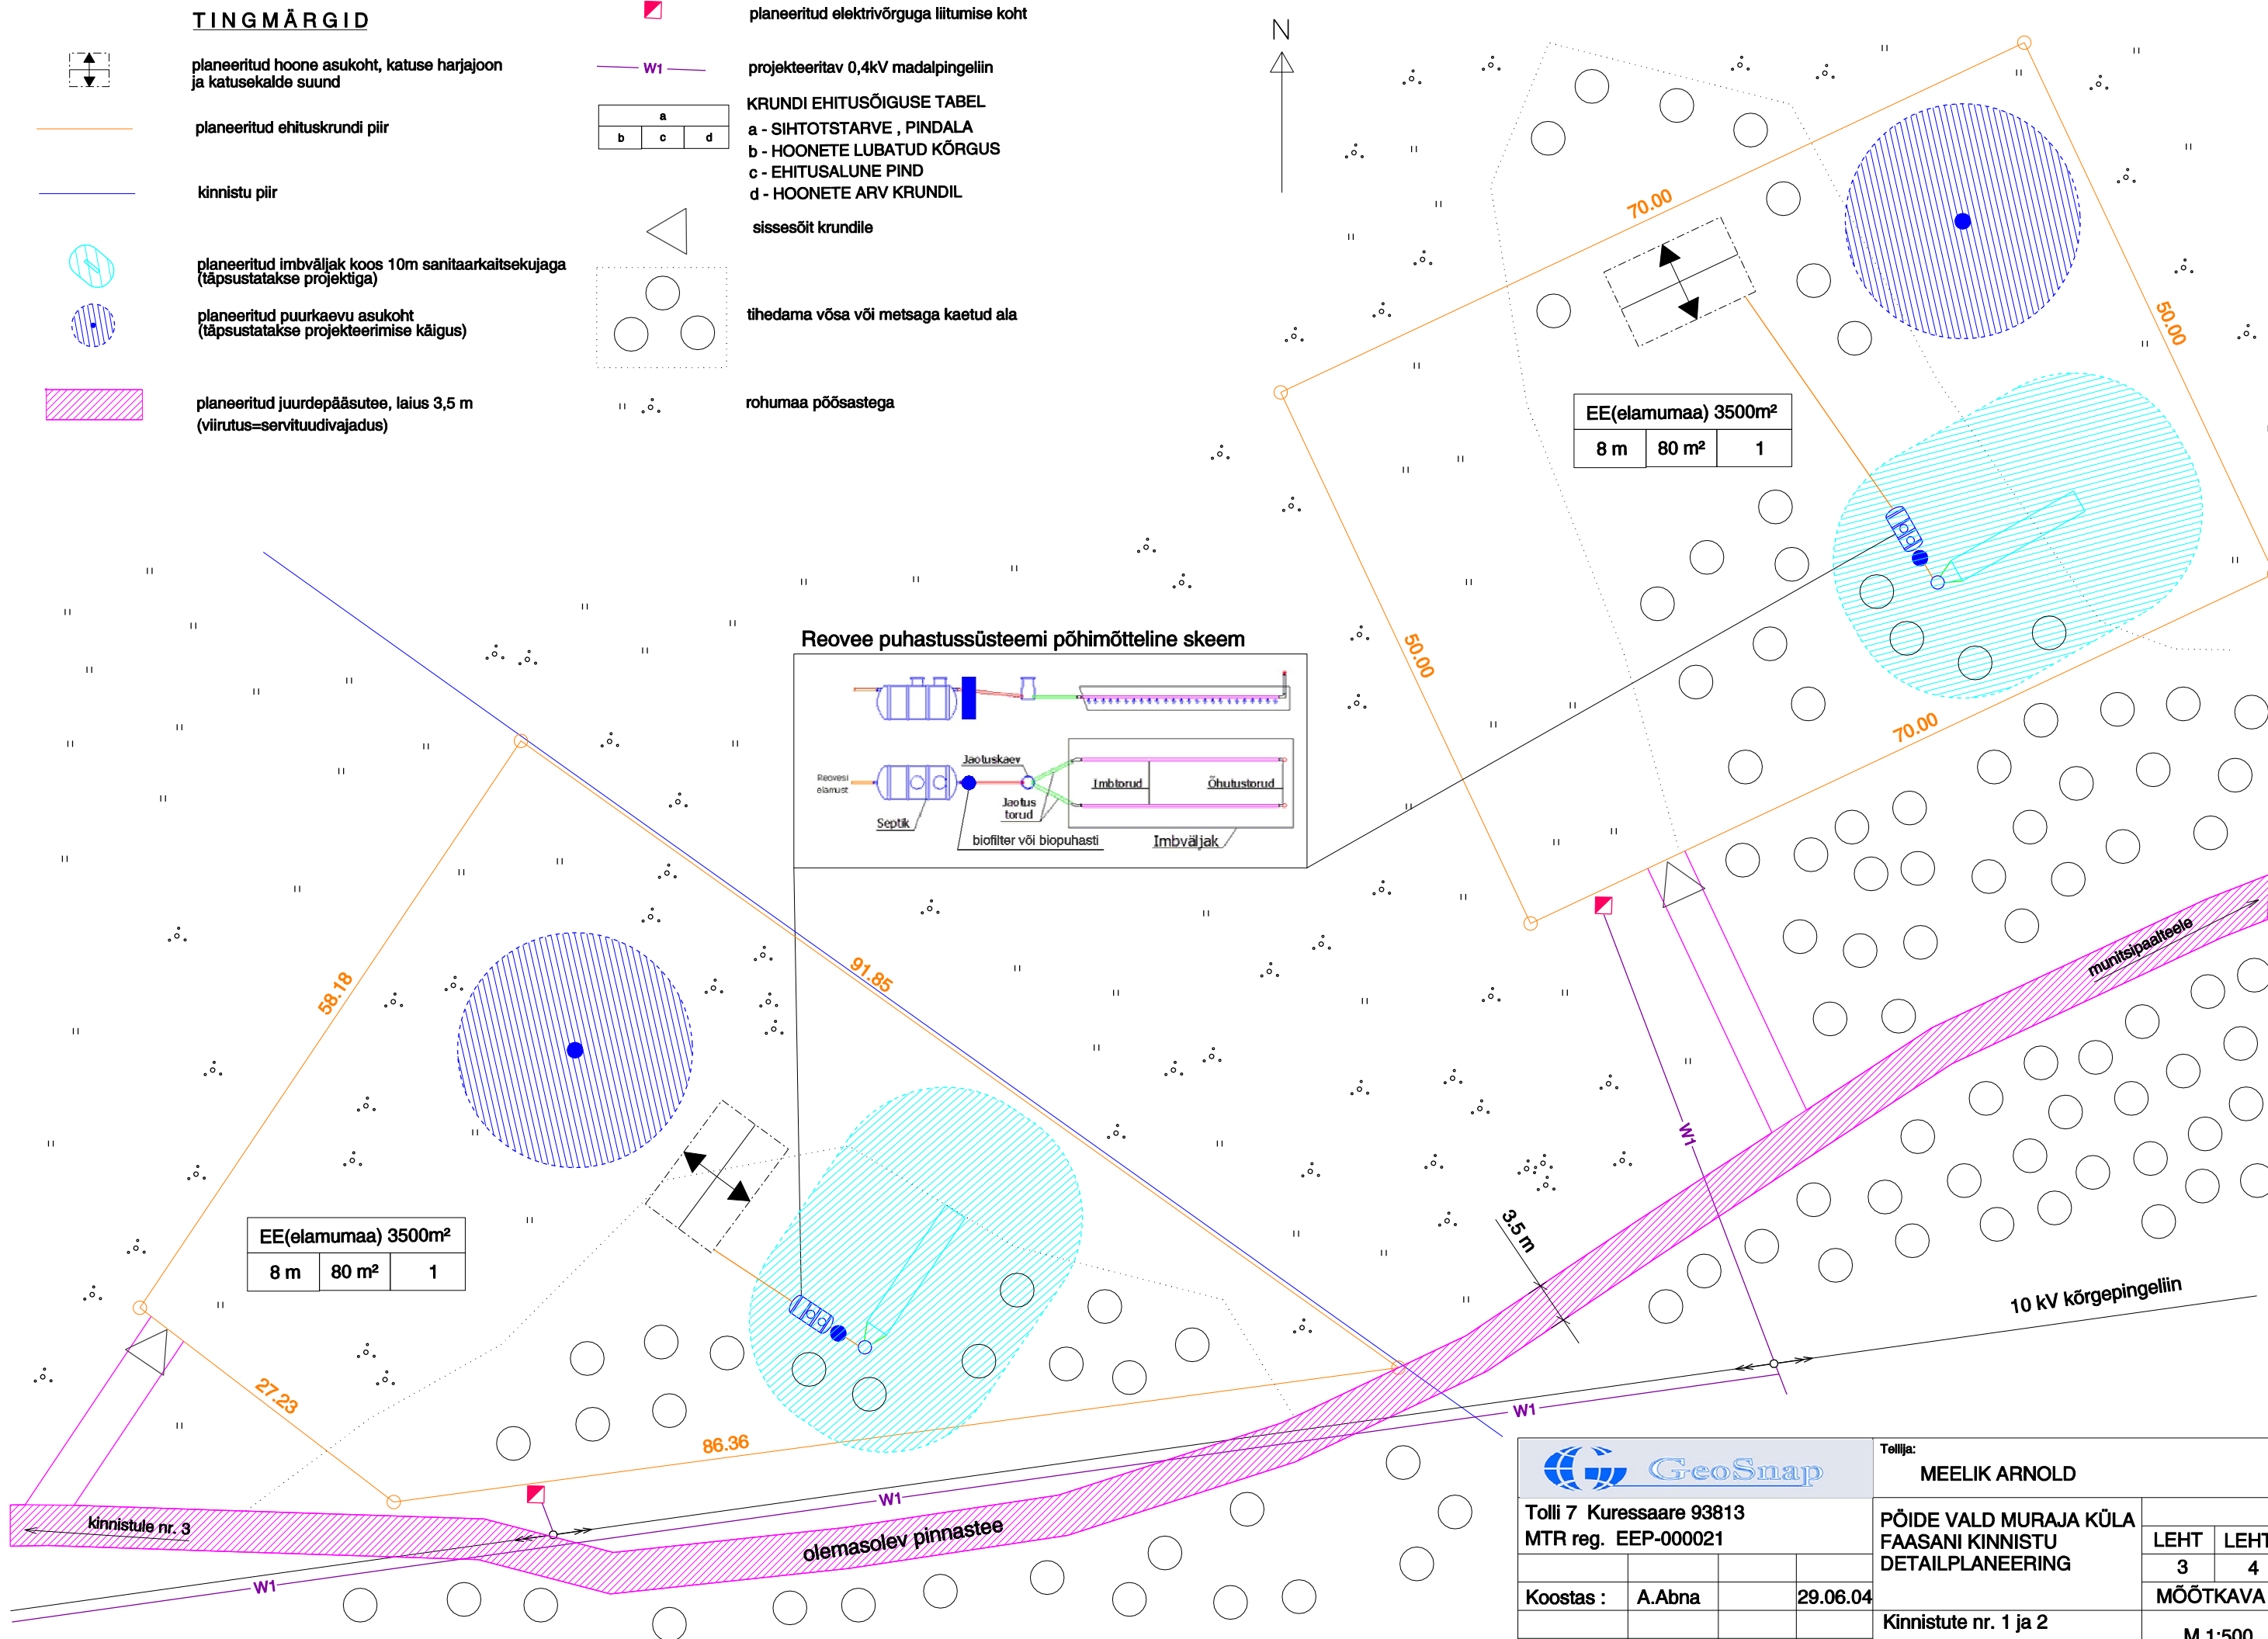 TINGMÄRGID
planeeritud hoone asukoht, katuse harjajoon
ja katusekalde suund
planeeritud ehituskrundi piir
kinnistu piir
planeeritud imbväljak koos 10m sanitaarkaitsekujaga
(täpsustatakse projektiga)
planeeritud puurkaevu asukoht
(täpsustatakse projekteerimise käigus)
planeeritud juurdepääsutee, laius 3,5 m
(viirutus=servituudivajadus)
planeeritud elektrivõrguga liitumise koht
W1
projekteeritav 0,4kV madalpingeliin
a
b c d
KRUNDI EHITUSÕIGUSE TABEL
a - SIHTOTSTARVE , PINDALA
b - HOONETE LUBATUD KÕRGUS
c - EHITUSALUNE PIND
d - HOONETE ARV KRUNDIL
sissesõit krundile
tihedama võsa või metsaga kaetud ala
rohumaa põõsastega
N
70.00
50.00
EE(elamumaa) 3500m²
8 m 80 m² 1
50.00
70.00
Reovee puhastussüsteemi põhimõtteline skeem
Reovesi
elamust
Septik
Jaotuskaev
Jaotus
torud
Imbtorud
Õhutustorud
biofilter või biopuhasti
Imbväljak
58.18
91.85
munitsipaalteele
W1
3.5 m
EE(elamumaa) 3500m²
8 m 80 m² 1
10 kV kõrgepingeliin
27.23
86.36
W1
W1
kinnistule nr. 3
olemasolev pinnastee
W1
GeoSnap
Tellija:
MEELIK ARNOLD
Tolli 7 Kuressaare 93813
MTR reg. EEP-000021
PÖIDE VALD MURAJA KÜLA
FAASANI KINNISTU
DETAILPLANEERING
LEHT LEHT
3 4
Koostas : A.Abna 29.06.04
MÕÕTKAVA
Kinnistute nr. 1 ja 2
M 1:500